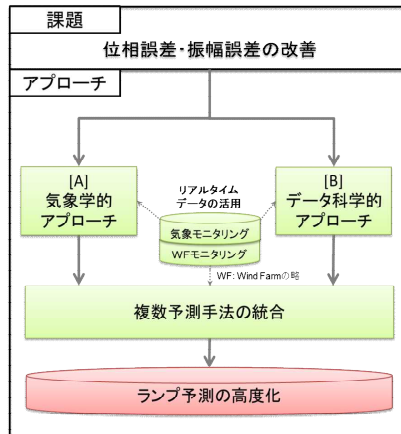 課題
位相誤差・振幅誤差の改善
アプローチ
[A]
気象学的
アプローチ
リアルタイム
データの活用
気象モニタリング
WFモニタリング
[B]
データ科学的
アプローチ
WF: Wind Farmの略
複数予測手法の統合
ランプ予測の高度化